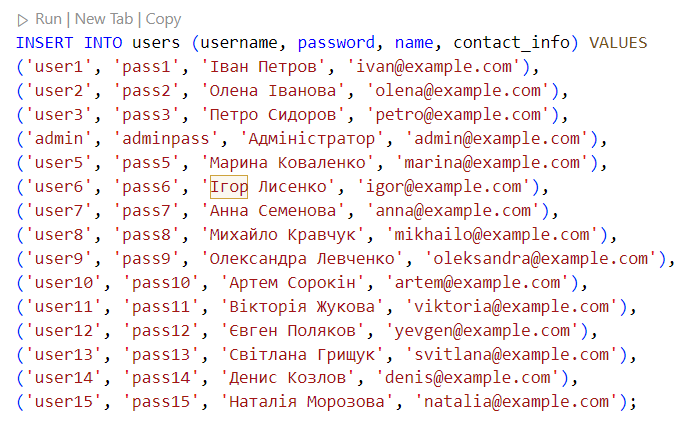 Run | New Tab | Copy
INSERT INTO users (username, password, name, contact_info) VALUES
('user1', 'pass1', 'Іван Петров', 'ivan@example.com'),
('user2', 'pass2', 'Олена Іванова', 'olena@example.com'),
('user3', 'pass3', 'Петро Сидоров', 'petro@example.com'),
('admin', 'adminpass', 'Адміністратор', 'admin@example.com'),
('user5', 'pass5', 'Марина Коваленко', 'marina@example.com'),
('user6', 'pass6', 'Ігор Лисенко', 'igor@example.com'),
('user7', 'pass7', 'Анна Семенова', 'anna@example.com'),
('user8', 'pass8', 'Михайло Кравчук', 'mikhailo@example.com'),
('user9', 'pass9', 'Олександра Левченко', 'oleksandra@example.com'),
('user10', 'pass10', 'Артем Сорокін', 'artem@example.com'),
('user11', 'pass11', 'Вікторія Жукова', 'viktoria@example.com'),
('user12', 'pass12', 'Євген Поляков', 'yevgen@example.com'),
('user13', 'pass13', 'Світлана Грищук', 'svitlana@example.com'),
('user14', 'pass14', 'Денис Козлов', 'denis@example.com'),
('user15', 'pass15', 'Наталія Морозова', 'natalia@example.com');